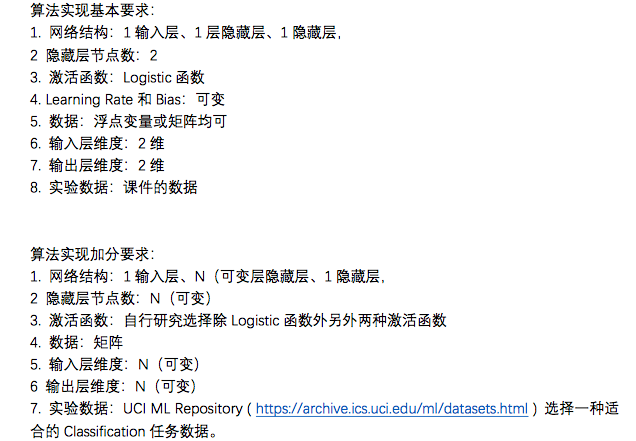 算法实现基本要求：
1. 网络结构：1 输入层、1 层隐藏层、1 隐藏层，
2 隐藏层节点数：2
3. 激活函数：Logistic 函数
4. Learning Rate 和 Bias：可变
5. 数据：浮点变量或矩阵均可
6. 输入层维度：2 维
7. 输出层维度：2 维
8. 实验数据：课件的数据
算法实现加分要求：
1. 网络结构：1 输入层、N（可变层隐藏层、1 隐藏层，
2 隐藏层节点数：N（可变）
3. 激活函数：自行研究选择除 Logistic 函数外另外两种激活函数
4. 数据：矩阵
5. 输入层维度：N（可变）
6 输出层维度：N（可变）
7. 实验数据：UCI ML Repository ( https://archive.ics.uci.edu/ml/datasets.html ) 选择一种适
合的 Classification 任务数据。